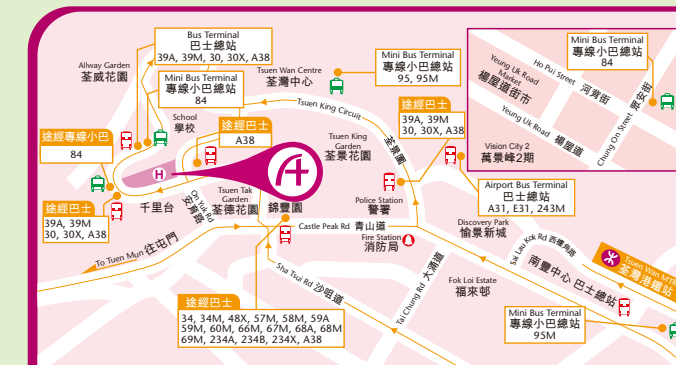 Bus Terminal
巴士總站
39A, 39M, 30, 30X, A38
Allway Garden
荃威花園
Mini Bus Terminal
專線小巴總站
84
Tsuen Wan Centre
荃灣中心
Mini Bus Terminal
專線小巴總站
95, 95M
School
學校
途經專線小巴
84
途經巴士
A38
Tsuen King Circuit
荃景圍
Tsuen King
Garden
荃景花園
途經巴士
39A, 39M
30, 30X, A38
H
途經巴士
39A, 39M
30, 30X, A38
千里台
On Yuk Rd
安育路
Tsuen Tak
Garden
荃德花園
錦豐園
Police Station
警署
Castle Peak Rd 青山道
Fire Station
消防局
To Tuen Mun 往屯門
Sha Tsui Rd 沙咀道
Tai Chung Rd 大涌道
途經巴士
34, 34M, 48X, 57M, 58M, 59A
59M, 60M, 66M, 67M, 68A, 68M
69M, 234A, 234B, 234X, A38
Airport Bus Terminal
巴士總站
A31, E31, 243M
Discovery Park
愉景新城
Fok Loi Estate
福來邨
Sai Lau Kok Rd 西樓角路
南豐中心 巴士總站
Tsuen Wan MTR
荃灣港鐵站
Mini Bus Terminal
專線小巴總站
95M
Yeung Uk Road
Market
楊屋道街市
Ho Pui Street 河背街
Yeung Uk Road 楊屋道
Chung On Street 眾安街
Vision City 2
萬景峰2期
Mini Bus Terminal
專線小巴總站
84